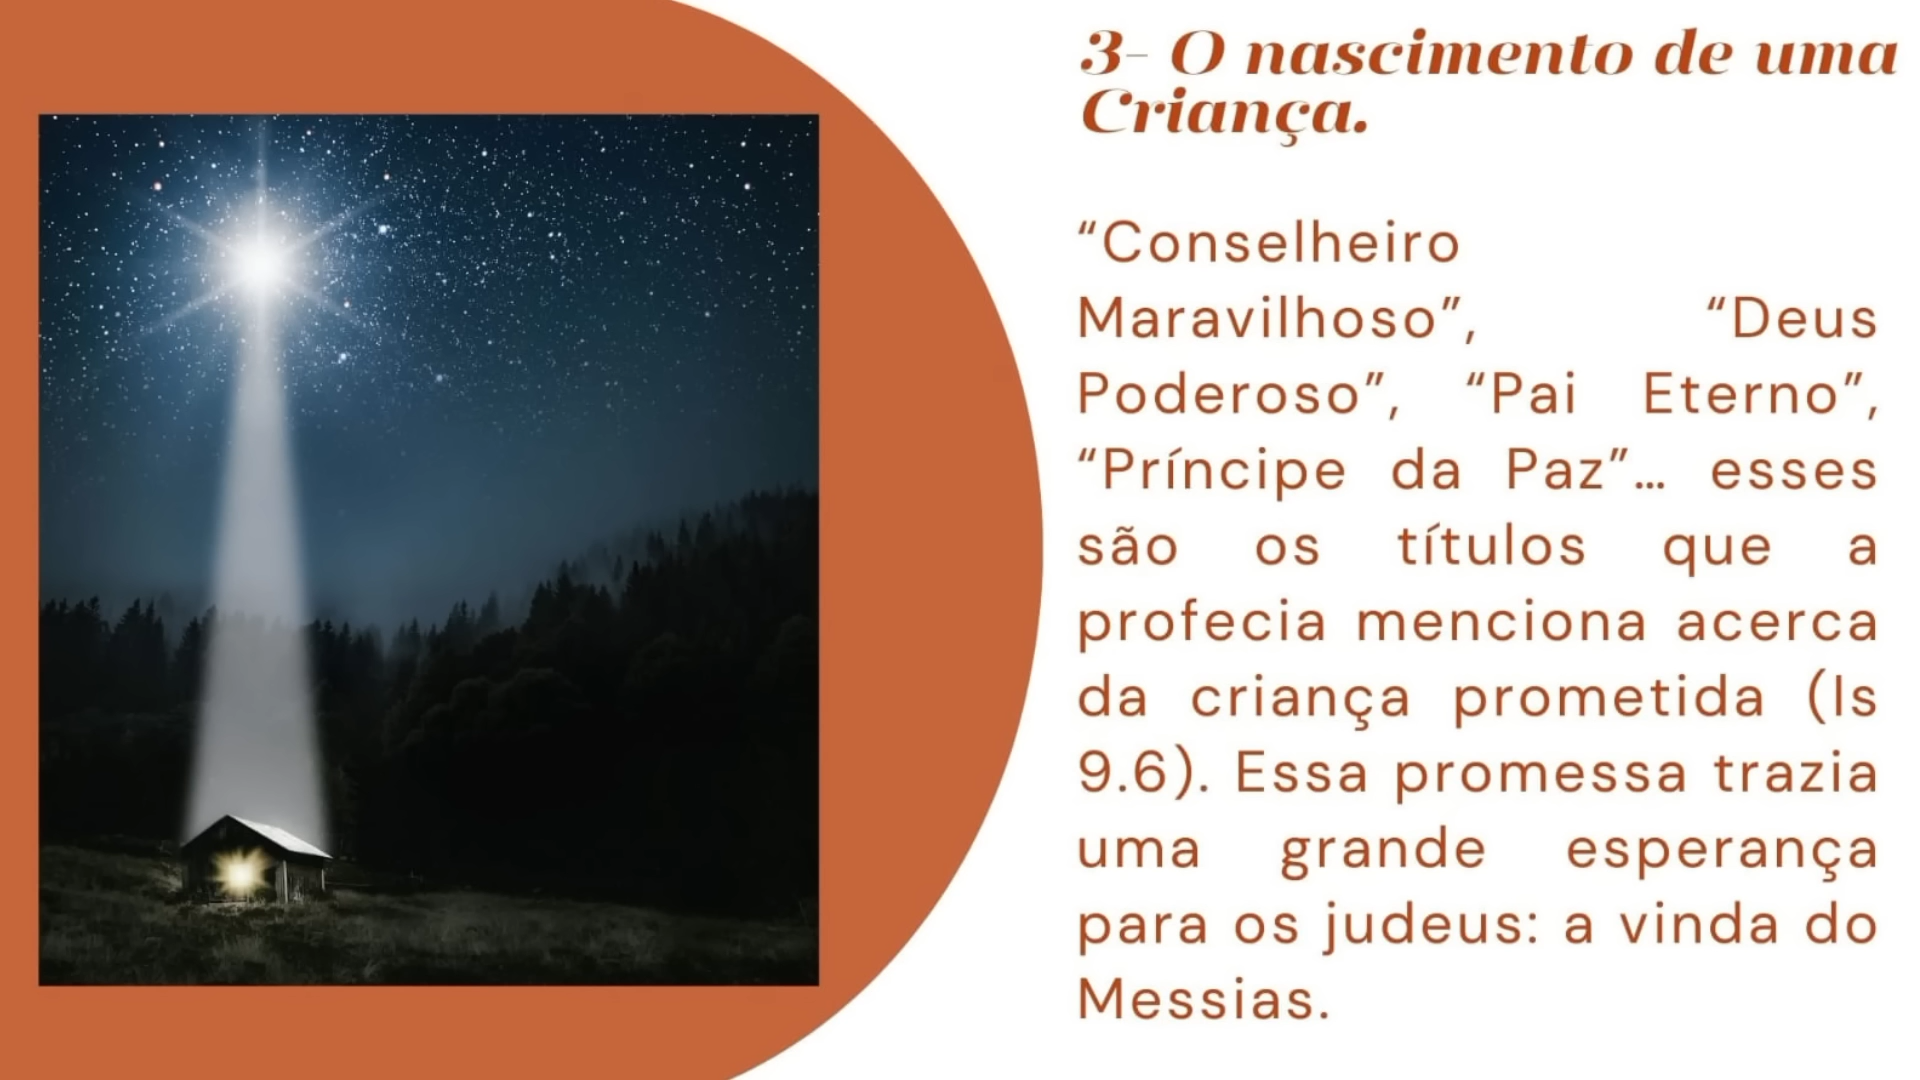 3- O nascimento de uma
Criança.
“Conselheiro
Maravilhoso”, “Deus
Poderoso”, “Pai Eterno”,
“Príncipe da Paz”... esses
são os títulos que a
profecia menciona acerca
da criança prometida (Is
9.6). Essa promessa trazia
uma grande esperança
para os judeus: a vinda do
Messias.